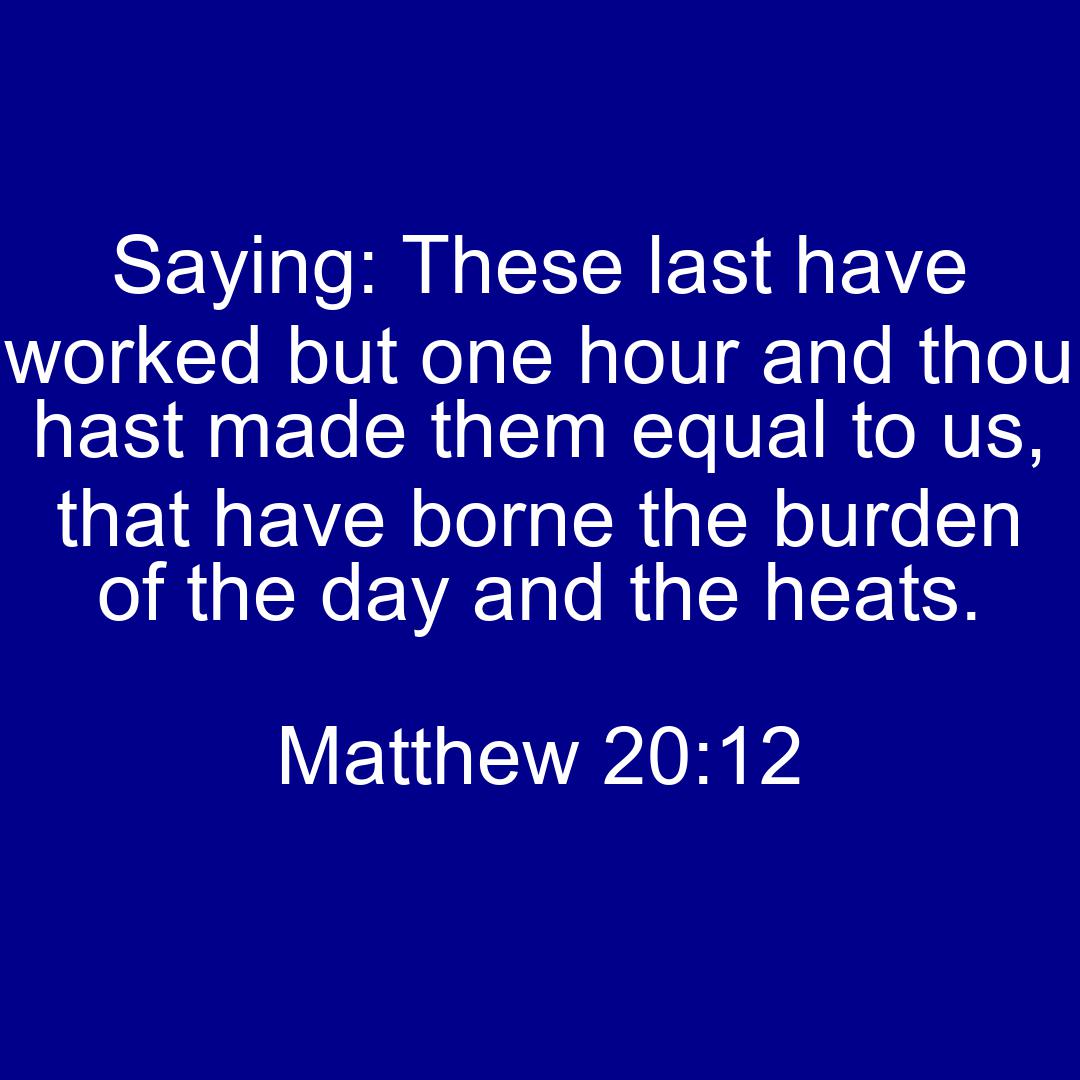 Saying: These last have
worked but one hour and thou
hast made them equal to us,
that have borne the burden
of the day and the heats.
Matthew 20:12